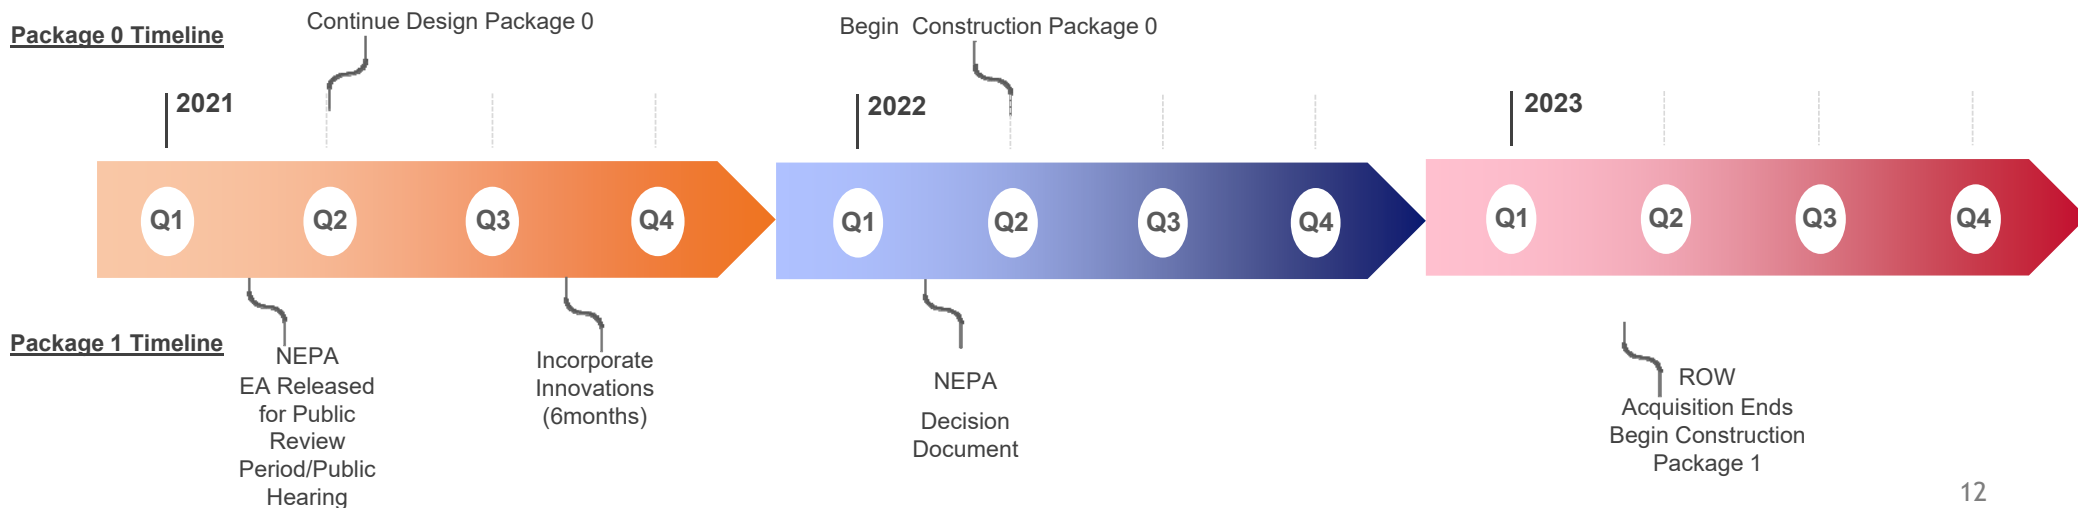 Package 0 Timeline
Continue Design Package 0
Begin  Construction Package 0
2021
2022
2023
Q1
Q2
Q3
Q4
Q1
Q2
Q3
Q4
Q1
Q2
Q3
Q4
Package 1 Timeline
NEPA
EA Released
for Public
Review
Period/Public
Hearing
Incorporate
Innovations
(6months)
NEPA
Decision
Document
ROW
Acquisition Ends
Begin Construction
Package 1
12